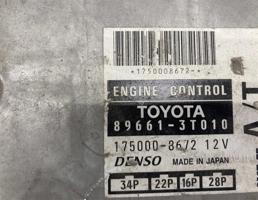 *1750008672-*
ENGINE CONTROL
TOYOTA
89661-3T010
175000-8672 12V
DENSO MADE IN JAPAN
34P 22P 16P 28P